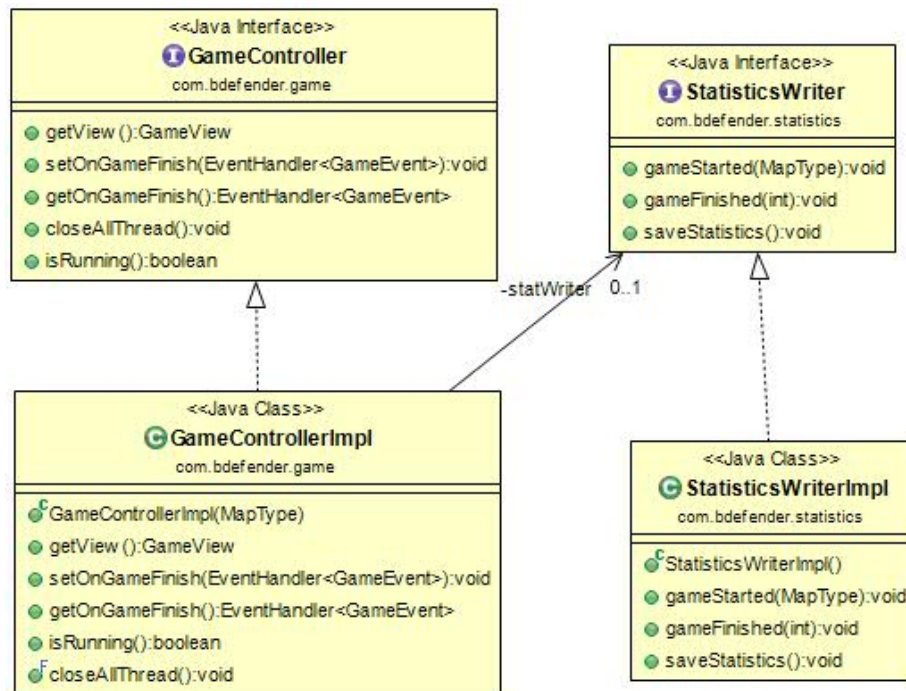 <<Java Interface>>
I GameController
com.bdefender.game
getView():GameView
setOnGameFinish(EventHandler<GameEvent>):void
getOnGameFinish():EventHandler<GameEvent>
closeAllThread():void
isRunning():boolean
<<Java Interface>>
I StatisticsWriter
com.bdefender.statistics
gameStarted(MapType):void
gameFinished(int):void
saveStatistics():void
-statWriter 0..1
<<Java Class>>
C GameControllerImpl
com.bdefender.game
C GameControllerImpl(MapType)
getView():GameView
setOnGameFinish(EventHandler<GameEvent>):void
getOnGameFinish():EventHandler<GameEvent>
isRunning():boolean
F closeAllThread():void
<<Java Class>>
C StatisticsWriterImpl
com.bdefender.statistics
C StatisticsWriterImpl()
gameStarted(MapType):void
gameFinished(int):void
saveStatistics():void